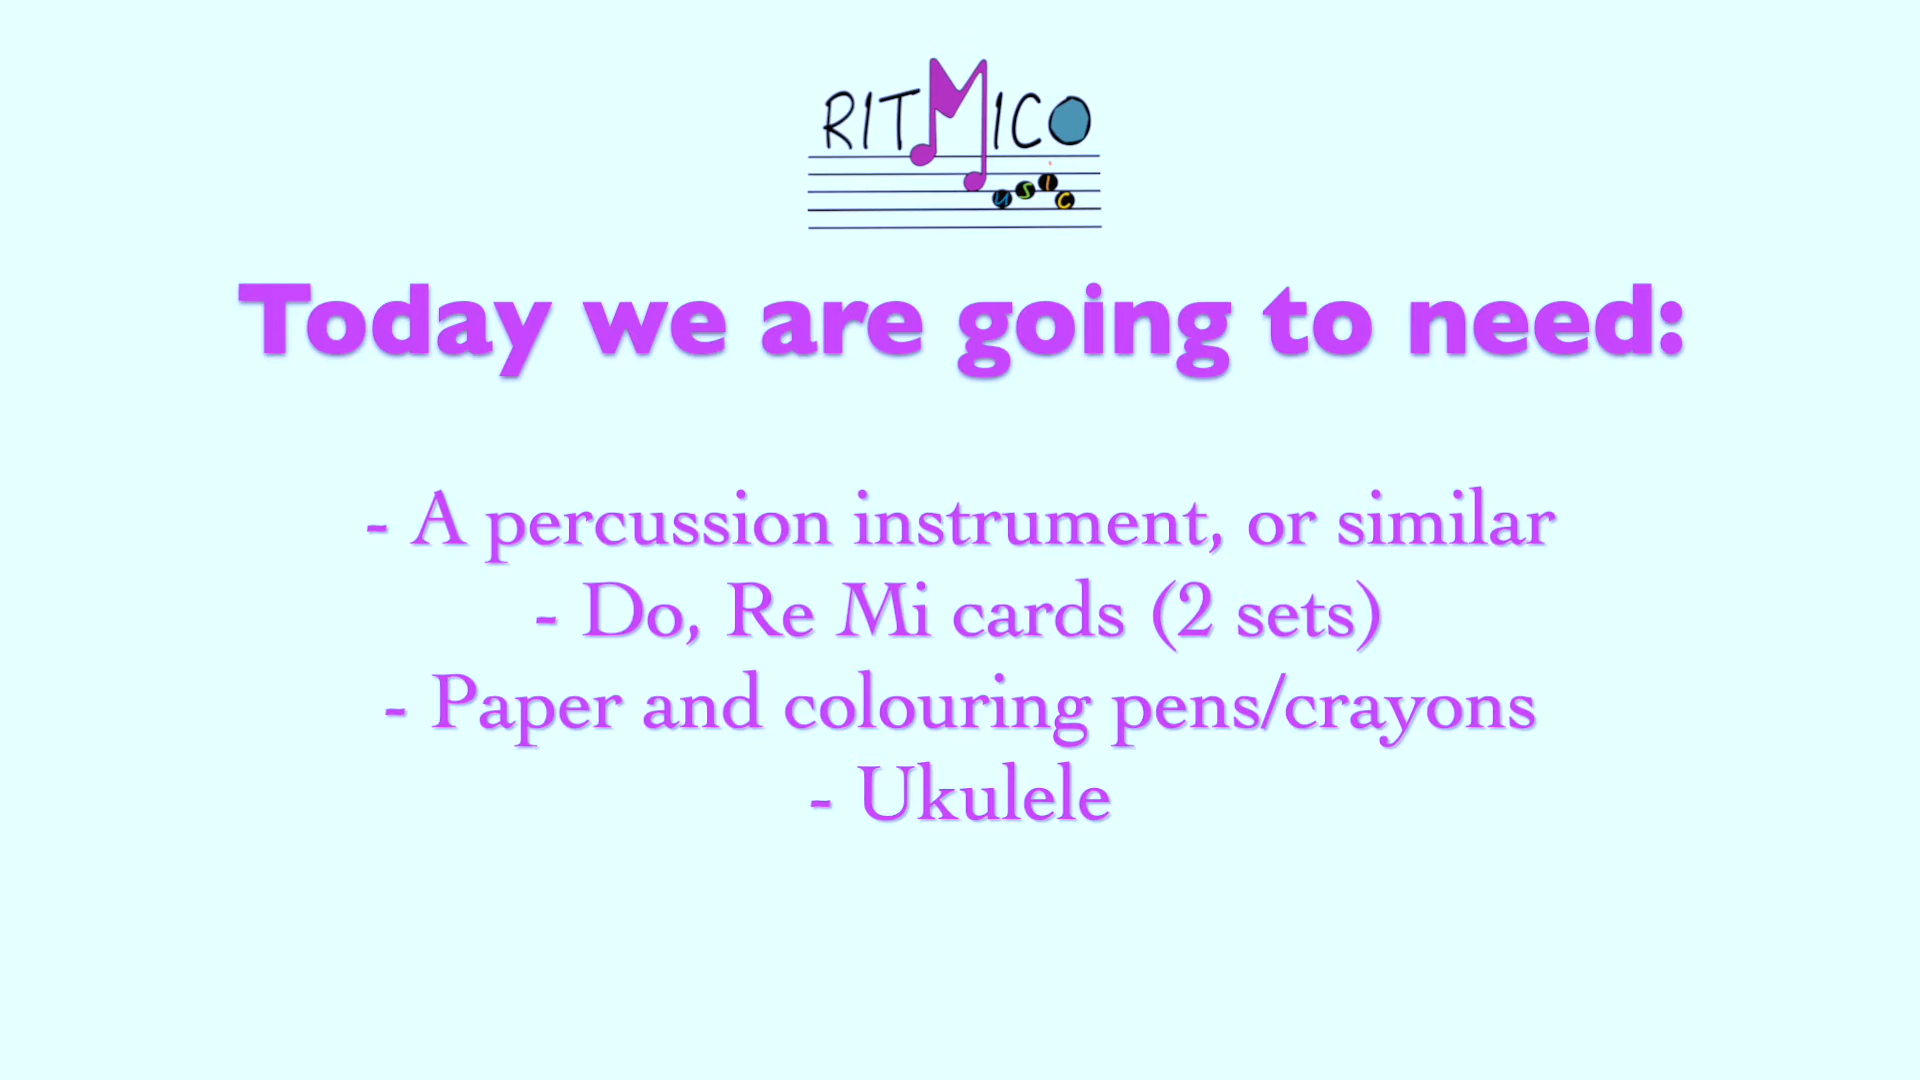 RITMICO
USIC
Today we are going to need:
- A percussion instrument, or similar
- Do, Re Mi cards (2 sets)
- Paper and colouring pens/crayons
- Ukulele